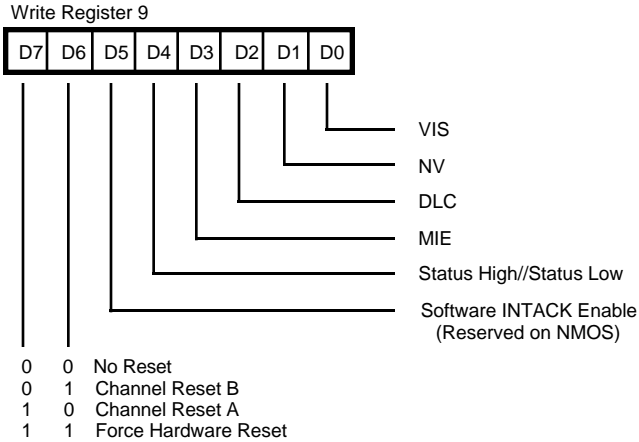 Write Register 9
D7 D6 D5 D4 D3 D2 D1 D0
VIS
NV
DLC
MIE
Status High//Status Low
Software INTACK Enable
(Reserved on NMOS)
0 0 No Reset
0 1 Channel Reset B
1 0 Channel Reset A
1 1 Force Hardware Reset